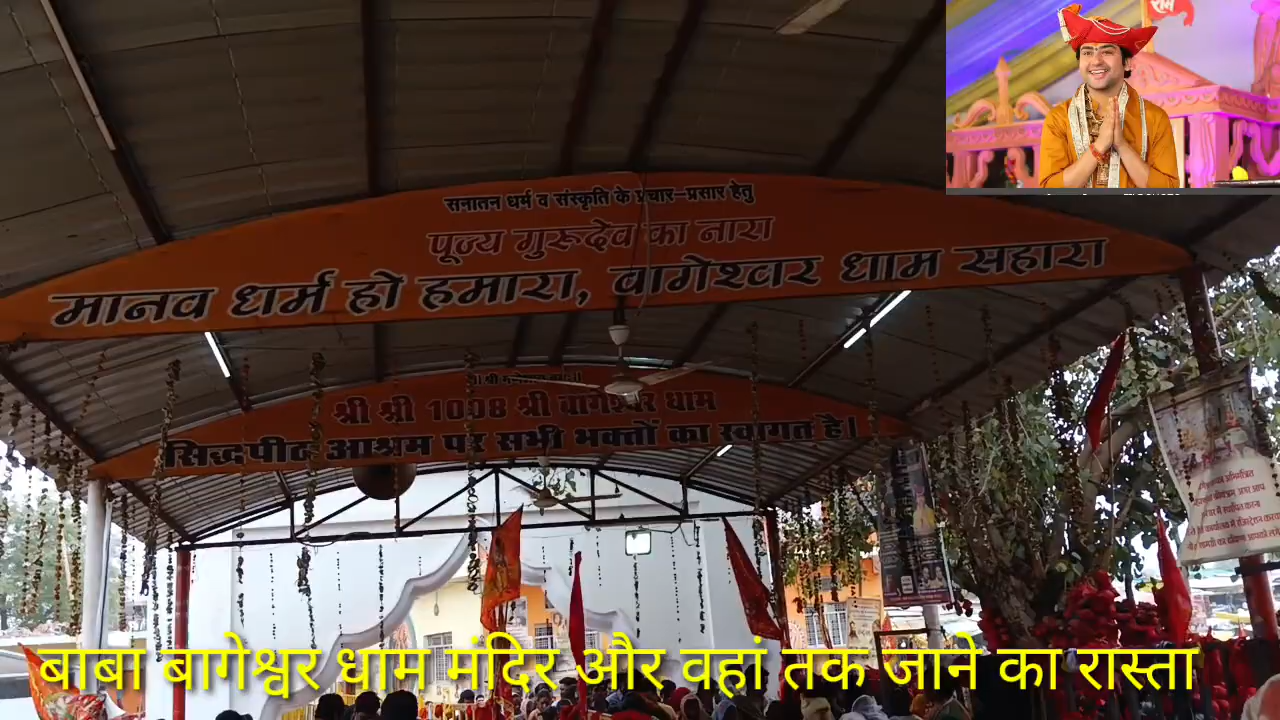 राम
सनातन धर्म व संस्कृति के प्रचार–प्रसार हेतु
पूज्य गुरूदेव का नारा
मानव धर्म हो हमारा, वागेश्वर धाम सहारा
श्री श्री 1008 श्री वागेश्वर धाम
सिद्धपीठ आश्रम पर सभी भक्तों का स्वागत है।
बाबा बागेश्वर धाम मंदिर और वहां तक जाने का रास्ता